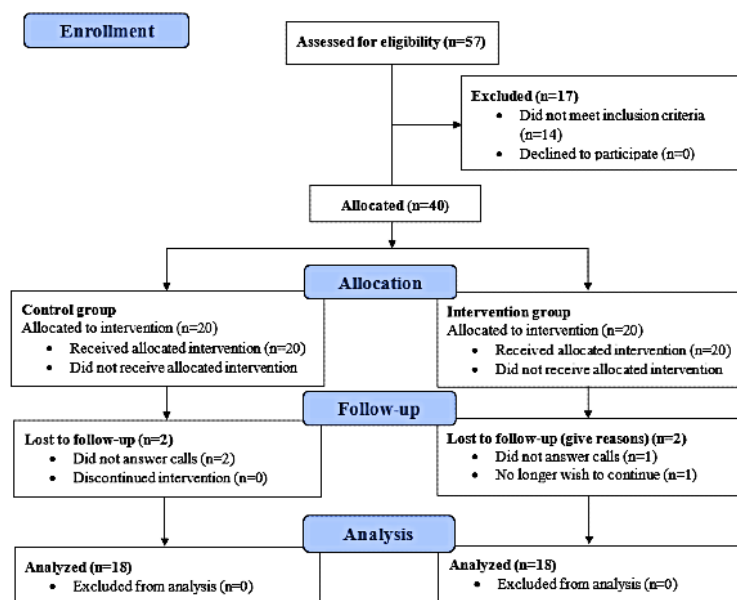 Enrollment
Assessed for eligibility (n=57)
Excluded (n=17)
• Did not meet inclusion criteria
(n=14)
• Declined to participate (n=0)
Allocated (n=40)
Allocation
Control group
Allocated to intervention (n=20)
• Received allocated intervention (n=20)
• Did not receive allocated intervention
Intervention group
Allocated to intervention (n=20)
• Received allocated intervention (n=20)
• Did not receive allocated intervention
Follow-up
Lost to follow-up (n=2)
• Did not answer calls (n=2)
• Discontinued intervention (n=0)
Lost to follow-up (give reasons) (n=2)
• Did not answer calls (n=1)
• No longer wish to continue (n=1)
Analysis
Analyzed (n=18)
• Excluded from analysis (n=0)
Analyzed (n=18)
• Excluded from analysis (n=0)